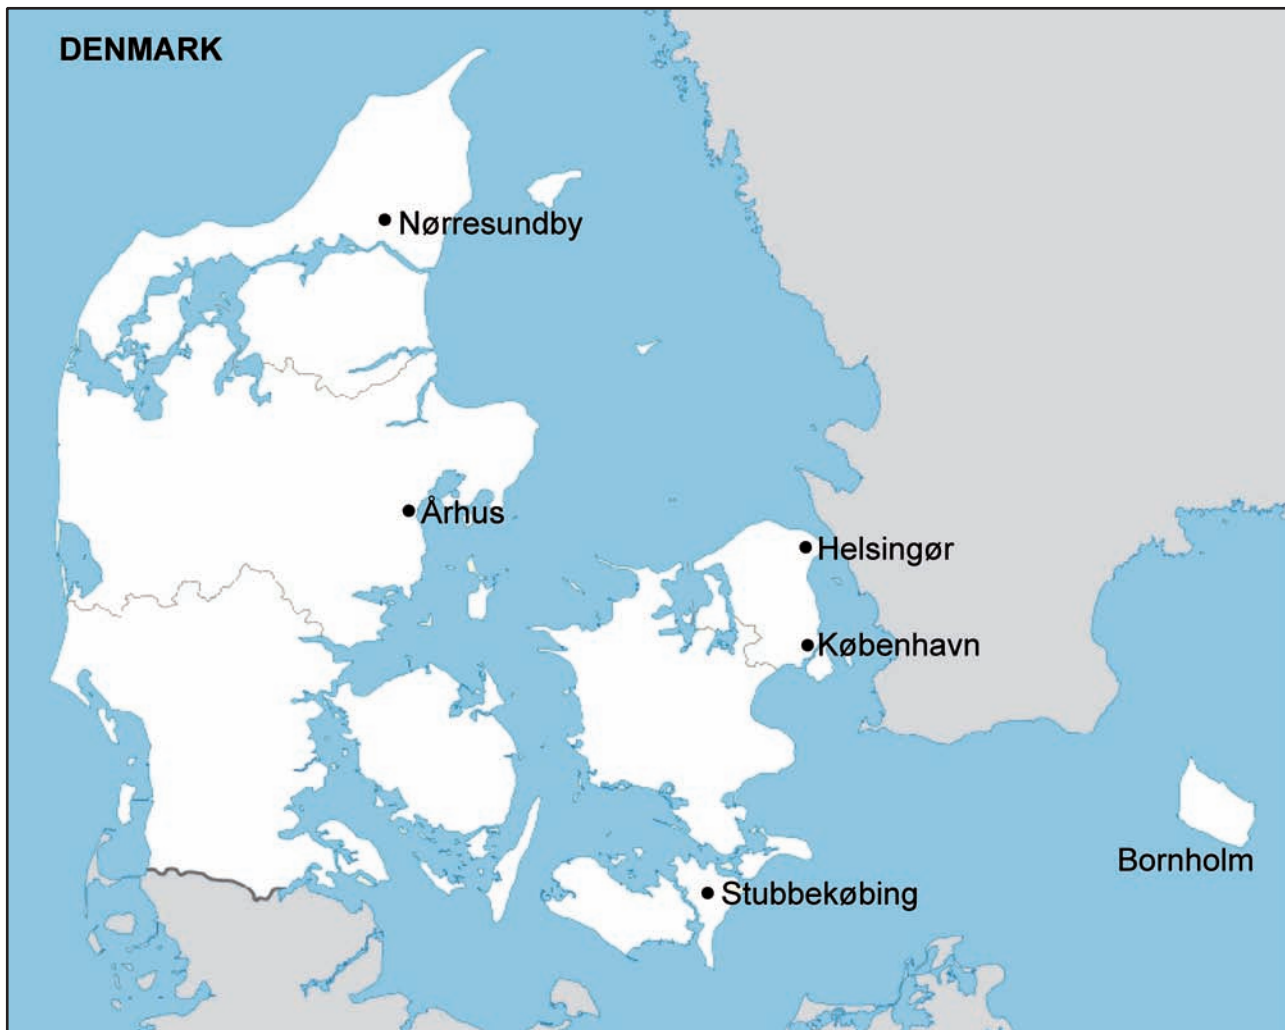 DENMARK
Nørresundby
Århus
Helsingør
København
Bornholm
Stubbekøbing